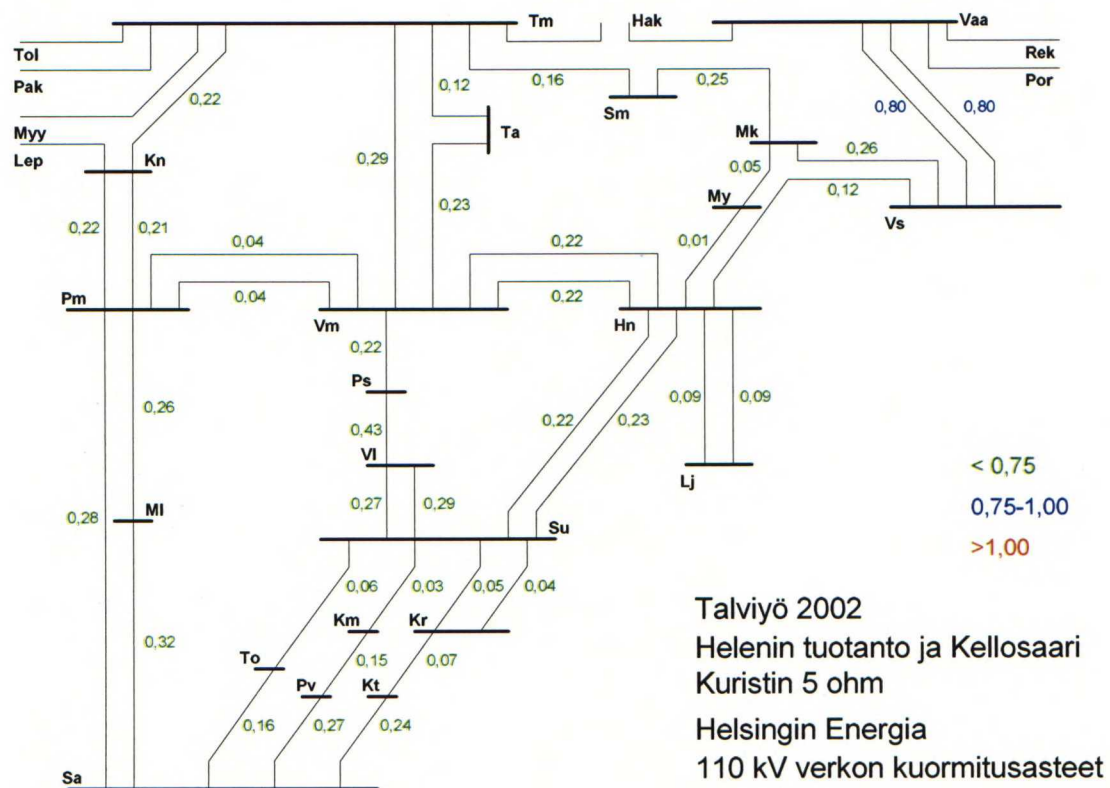 Tm
Hak
Vaa
Tol
Rek
Pak
0,22
0,12
0,16
0,25
Por
Sm
0,80
0,80
Myy
Ta
Mk
Lep
Kn
0,29
0,26
0,05
0,12
My
Vs
0,22
0,21
0,23
0,04
0,22
0,01
Pm
0,04
0,22
Vm
Hn
0,22
Ps
0,26
0,43
0,22
0,23
0,09
0,09
Vl
Lj
< 0,75
0,28
Ml
0,27
0,29
0,75-1,00
Su
>1,00
0,06
0,03
0,05
0,04
Talviyö 2002
Km
Kr
Helenin tuotanto ja Kellosaari
0,32
To
0,15
0,07
Kuristin 5 ohm
Pv
Kt
0,16
0,27
0,24
Helsingin Energia
Sa
110 kV verkon kuormitusasteet